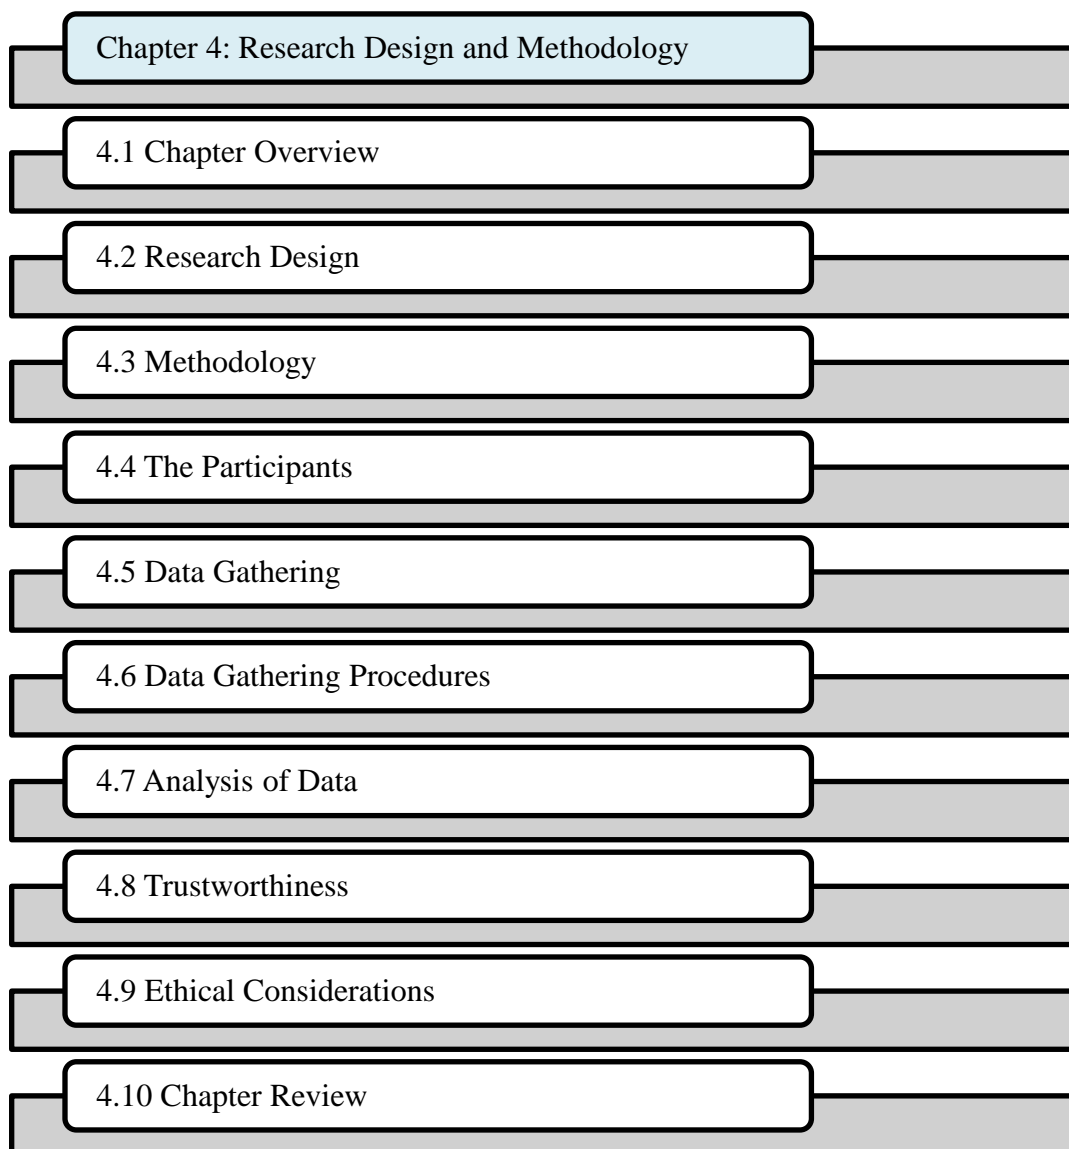 Chapter 4: Research Design and Methodology
4.1 Chapter Overview
4.2 Research Design
4.3 Methodology
4.4 The Participants
4.5 Data Gathering
4.6 Data Gathering Procedures
4.7 Analysis of Data
4.8 Trustworthiness
4.9 Ethical Considerations
4.10 Chapter Review